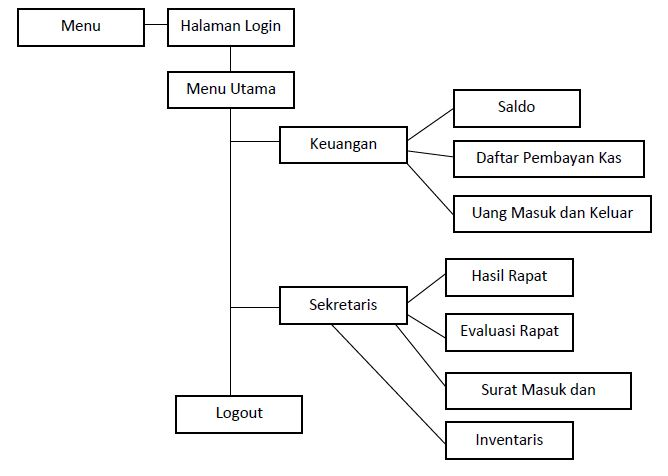 Menu
Halaman Login
Menu Utama
Saldo
Keuangan
Daftar Pembayan Kas
Uang Masuk dan Keluar
Hasil Rapat
Sekretaris
Evaluasi Rapat
Surat Masuk dan
Logout
Inventaris